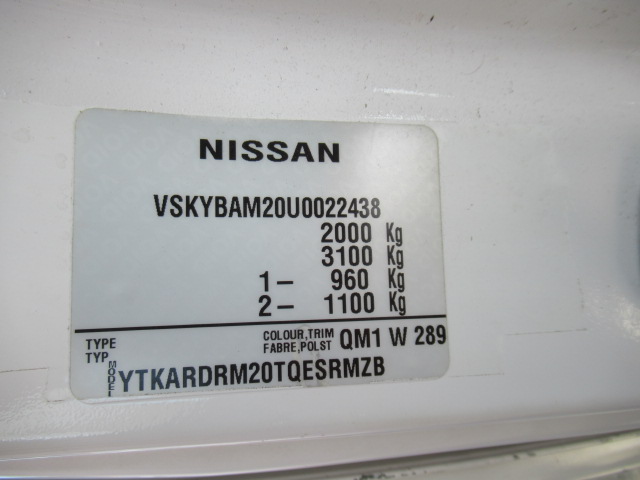 NISSAN
VSKYBAM20U0022438
2000 Kg
3100 Kg
1- 960 Kg
2- 1100 Kg
TYPE COLOUR,TRIM QM1 W 289
TYP FABRE,POLST
MODEL YTKARDRM20TQESRMZB